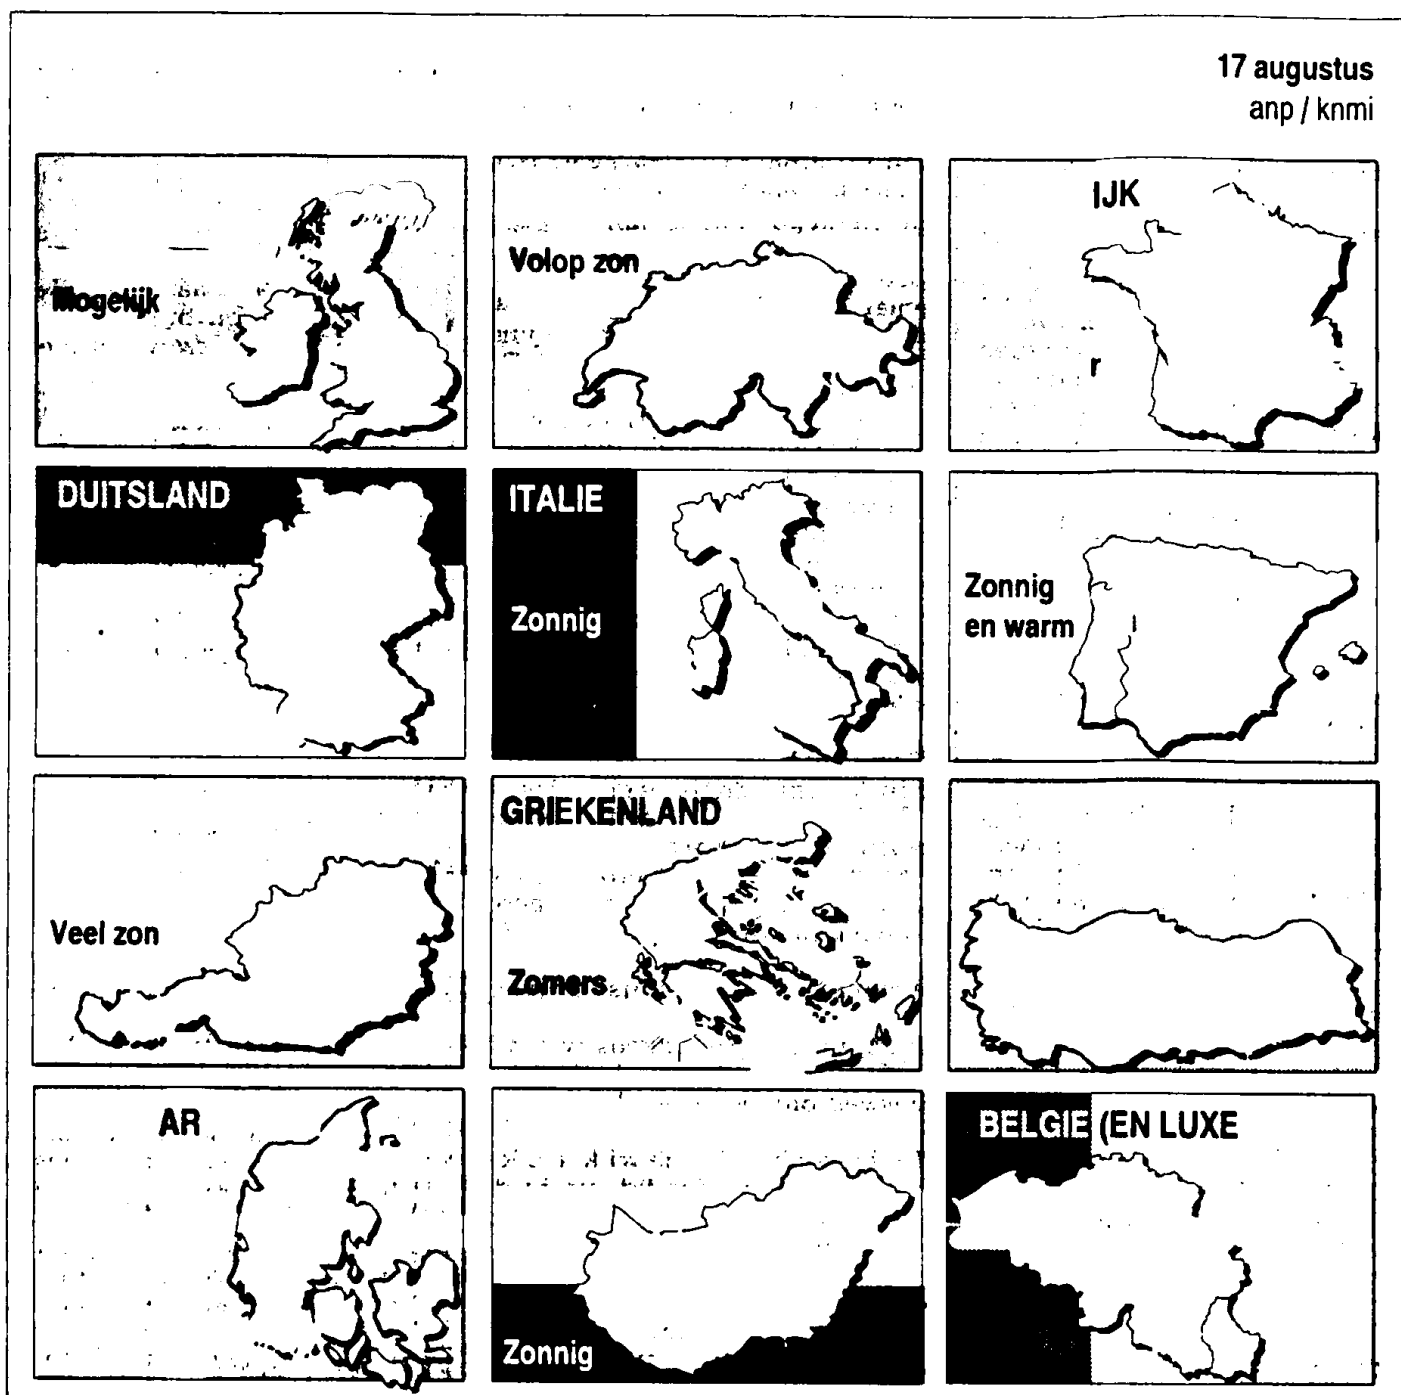 17 augustus
anp / knmi
Mogelijk
Volop zon
IJK
r
DUITSLAND
ITALIE
Zonnig
Zonnig
en warm
Veel zon
GRIEKENLAND
Zomers
AR
Zonnig
BELGIE (EN LUXE